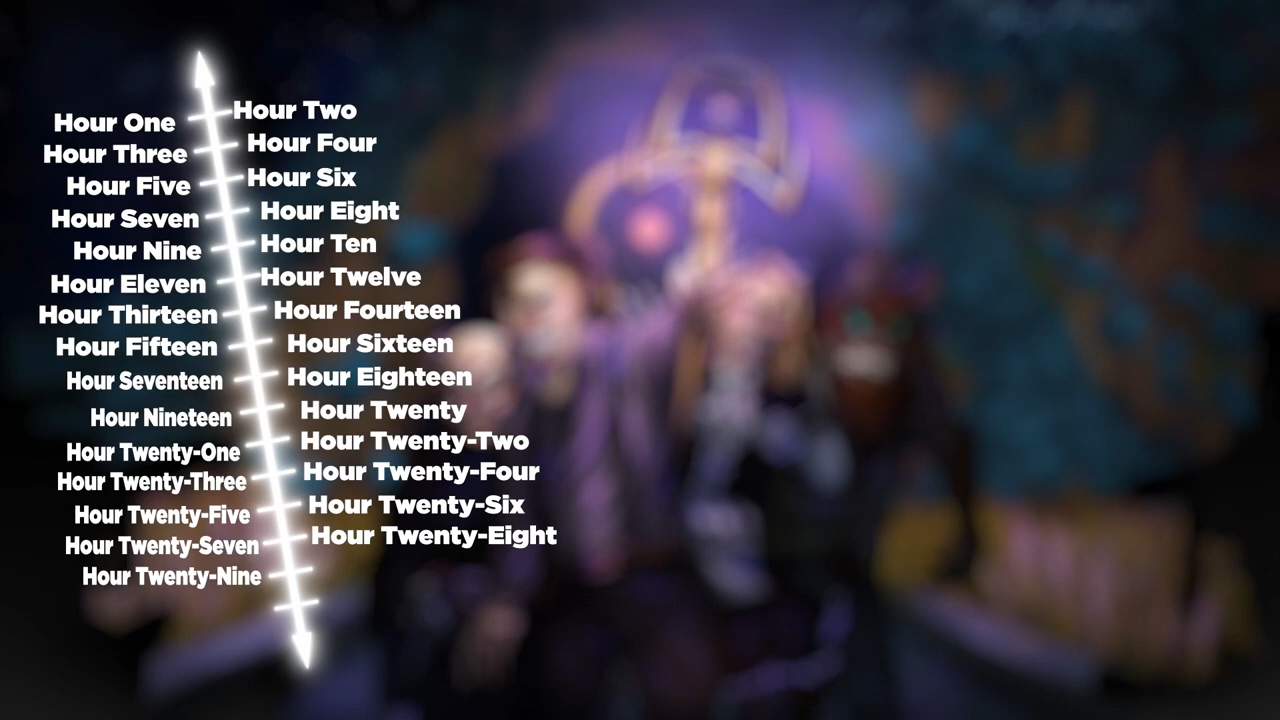 Hour One
Hour Two
Hour Three
Hour Four
Hour Five
Hour Six
Hour Seven
Hour Eight
Hour Nine
Hour Ten
Hour Eleven
Hour Twelve
Hour Thirteen
Hour Fourteen
Hour Fifteen
Hour Sixteen
Hour Seventeen
Hour Eighteen
Hour Nineteen
Hour Twenty
Hour Twenty-One
Hour Twenty-Two
Hour Twenty-Three
Hour Twenty-Four
Hour Twenty-Five
Hour Twenty-Six
Hour Twenty-Seven
Hour Twenty-Eight
Hour Twenty-Nine